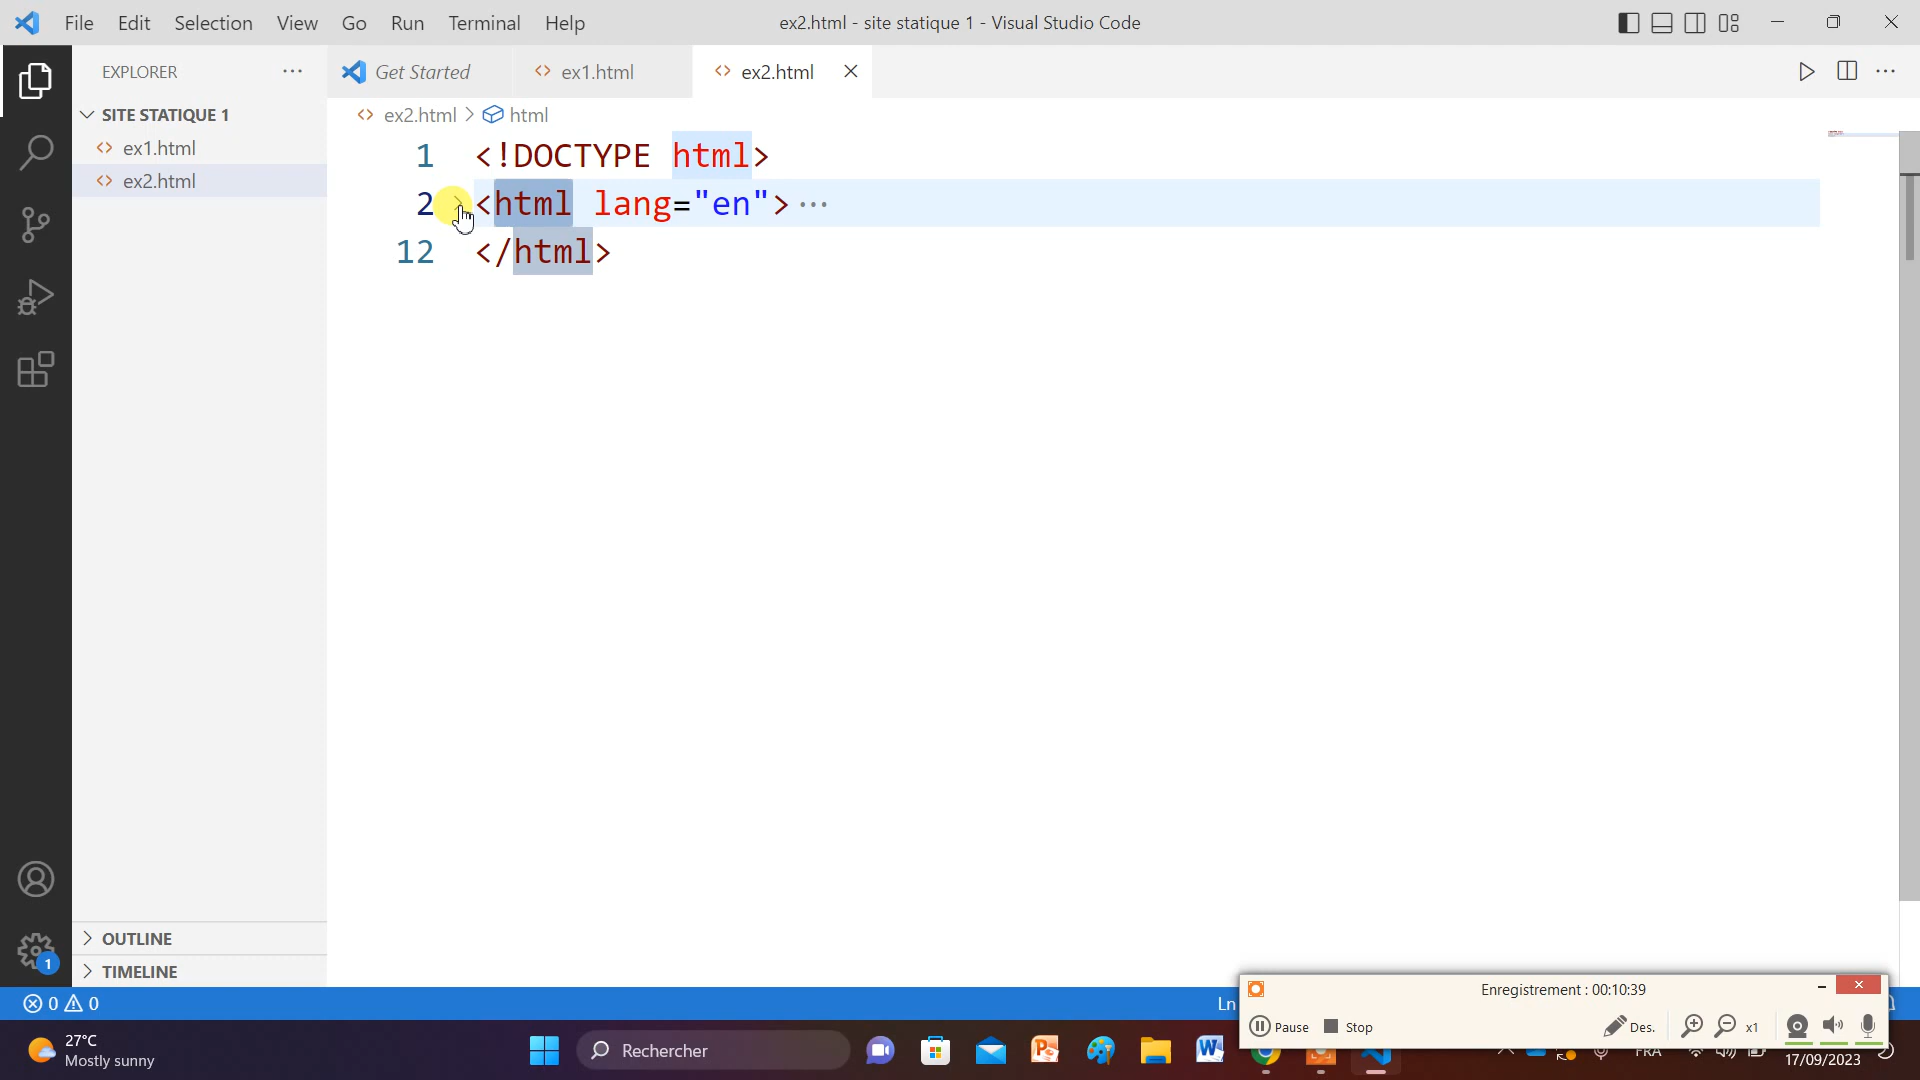 File Edit Selection View Go Run Terminal Help
ex2.html - site statique 1 - Visual Studio Code
EXPLORER
Get Started
ex1.html
ex2.html
SITE STATIQUE 1
ex1.html
ex2.html
ex2.html > html
1 <!DOCTYPE html>
2 <html lang="en"> ...
12 </html>
OUTLINE
TIMELINE
1
0 0
Ln
Enregistrement : 00:10:39
Pause Stop
Des.
x1
27°C
Mostly sunny
Rechercher
FRA
17/09/2023